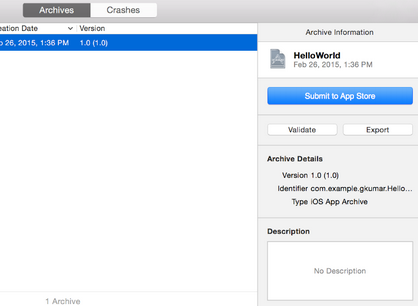 Archives Crashes
eation Date Version
b 26, 2015, 1:36 PM 1.0 (1.0)
1 Archive
Archive Information
HelloWorld
Feb 26, 2015, 1:36 PM
Submit to App Store
Validate Export
Archive Details
Version 1.0 (1.0)
Identifier com.example.gkumar.Hello...
Type iOS App Archive
Description
No Description